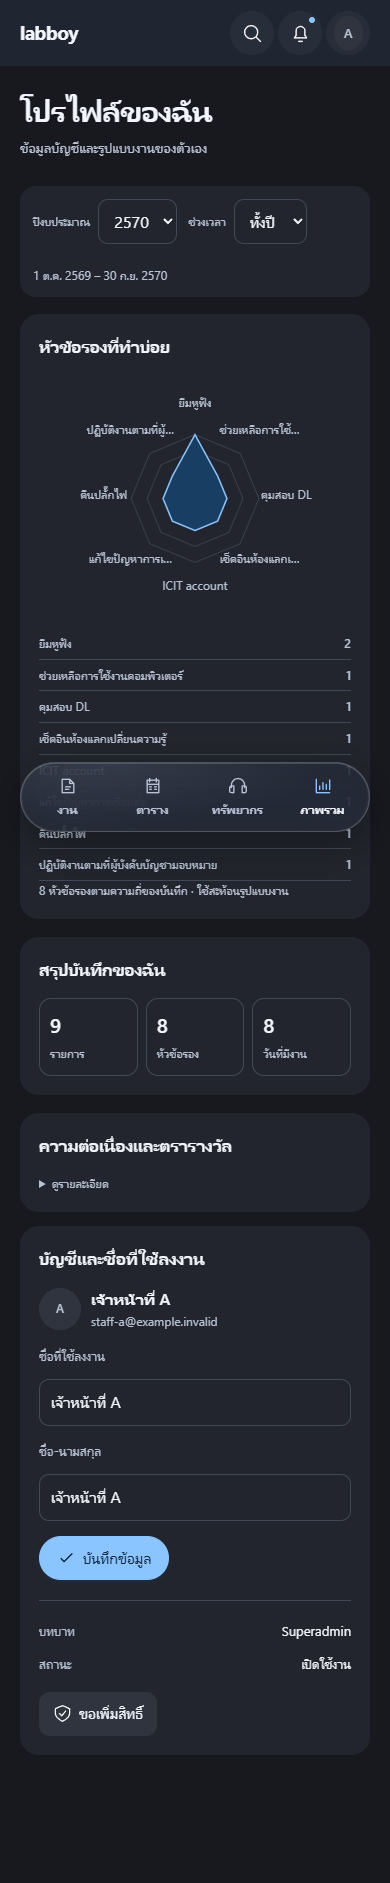 labboy
A
โปรไฟล์ของฉัน
ข้อมูลบัญชีและรูปแบบงานของตัวเอง
ปีงบประมาณ 2570 ช่วงเวลา ทั้งปี
1 ต.ค. 2569 – 30 ก.ย. 2570
หัวข้อรองที่ทำบ่อย
ยืมหูฟัง
ปฏิบัติงานตามที่ผู้... ช่วยเหลือการใช้...
คืนปลั๊กไฟ คุมสอบ DL
แก้ไขปัญหาการเ... เช็คอินห้องแลกเ...
ICIT account
ยืมหูฟัง 2
ช่วยเหลือการใช้งานคอมพิวเตอร์ 1
คุมสอบ DL 1
เช็คอินห้องแลกเปลี่ยนความรู้ 1
ICIT account 1
งาน ตาราง ทรัพยากร ภาพรวม
คืนปลั๊กไฟ 1
ปฏิบัติงานตามที่ผู้บังคับบัญชามอบหมาย 1
8 หัวข้อรองตามความถี่ของบันทึก · ใช้สะท้อนรูปแบบงาน
สรุปบันทึกของฉัน
9 8 8
รายการ หัวข้อรอง วันที่มีงาน
ความต่อเนื่องและตรารางวัล
ดูรายละเอียด
บัญชีและชื่อที่ใช้ลงงาน
A
เจ้าหน้าที่ A
staff-a@example.invalid
ชื่อที่ใช้ลงงาน
เจ้าหน้าที่ A
ชื่อ-นามสกุล
เจ้าหน้าที่ A
บันทึกข้อมูล
บทบาท Superadmin
สถานะ เปิดใช้งาน
ขอเพิ่มสิทธิ์